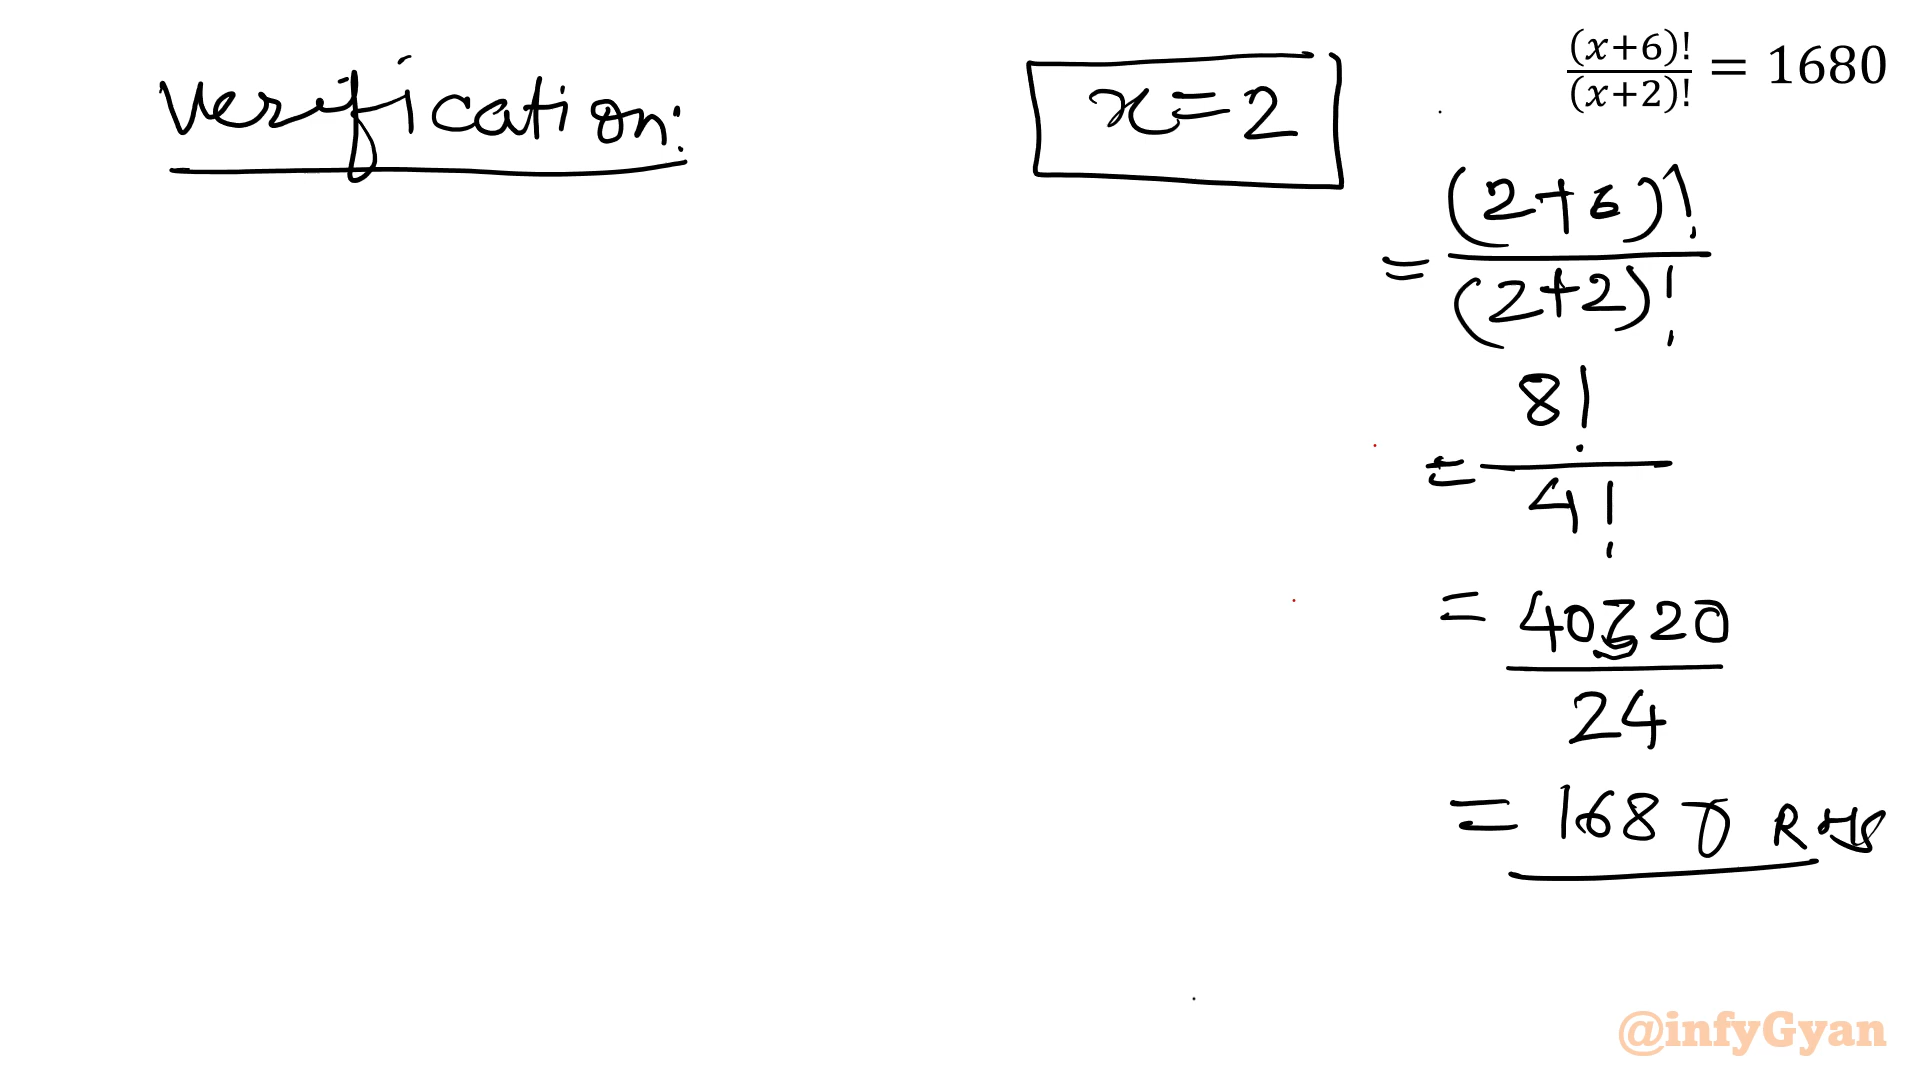 verification:
x=2
(x+6)!
(x+2)!
= 1680
= (2+6)!
(2+2)!
= 8!
4!
= 40320
24
= 1680 RHS
@infyGyan